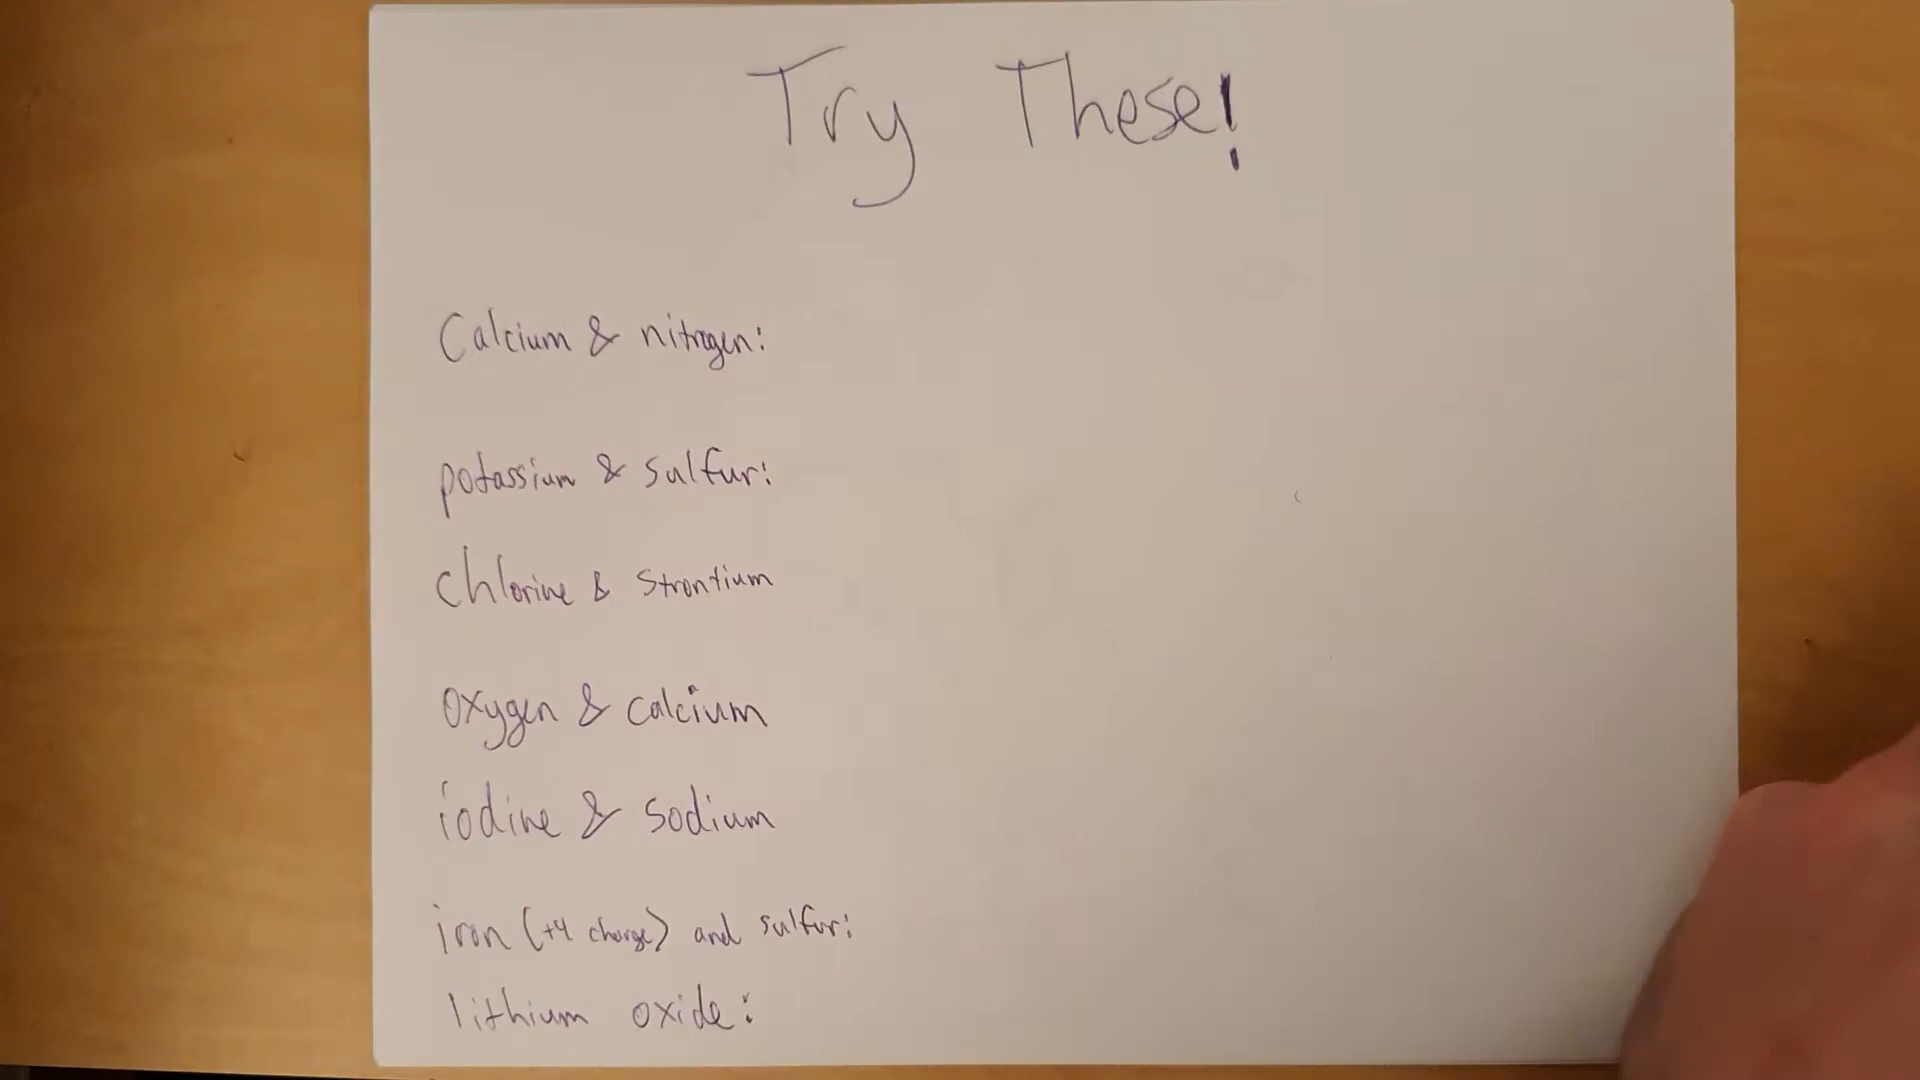 Try These!
Calcium & nitrogen:
potassium & sulfur:
Chlorine & Strontium
oxygen & calcium
iodine & sodium
iron (+4 charge) and sulfur:
lithium oxide: